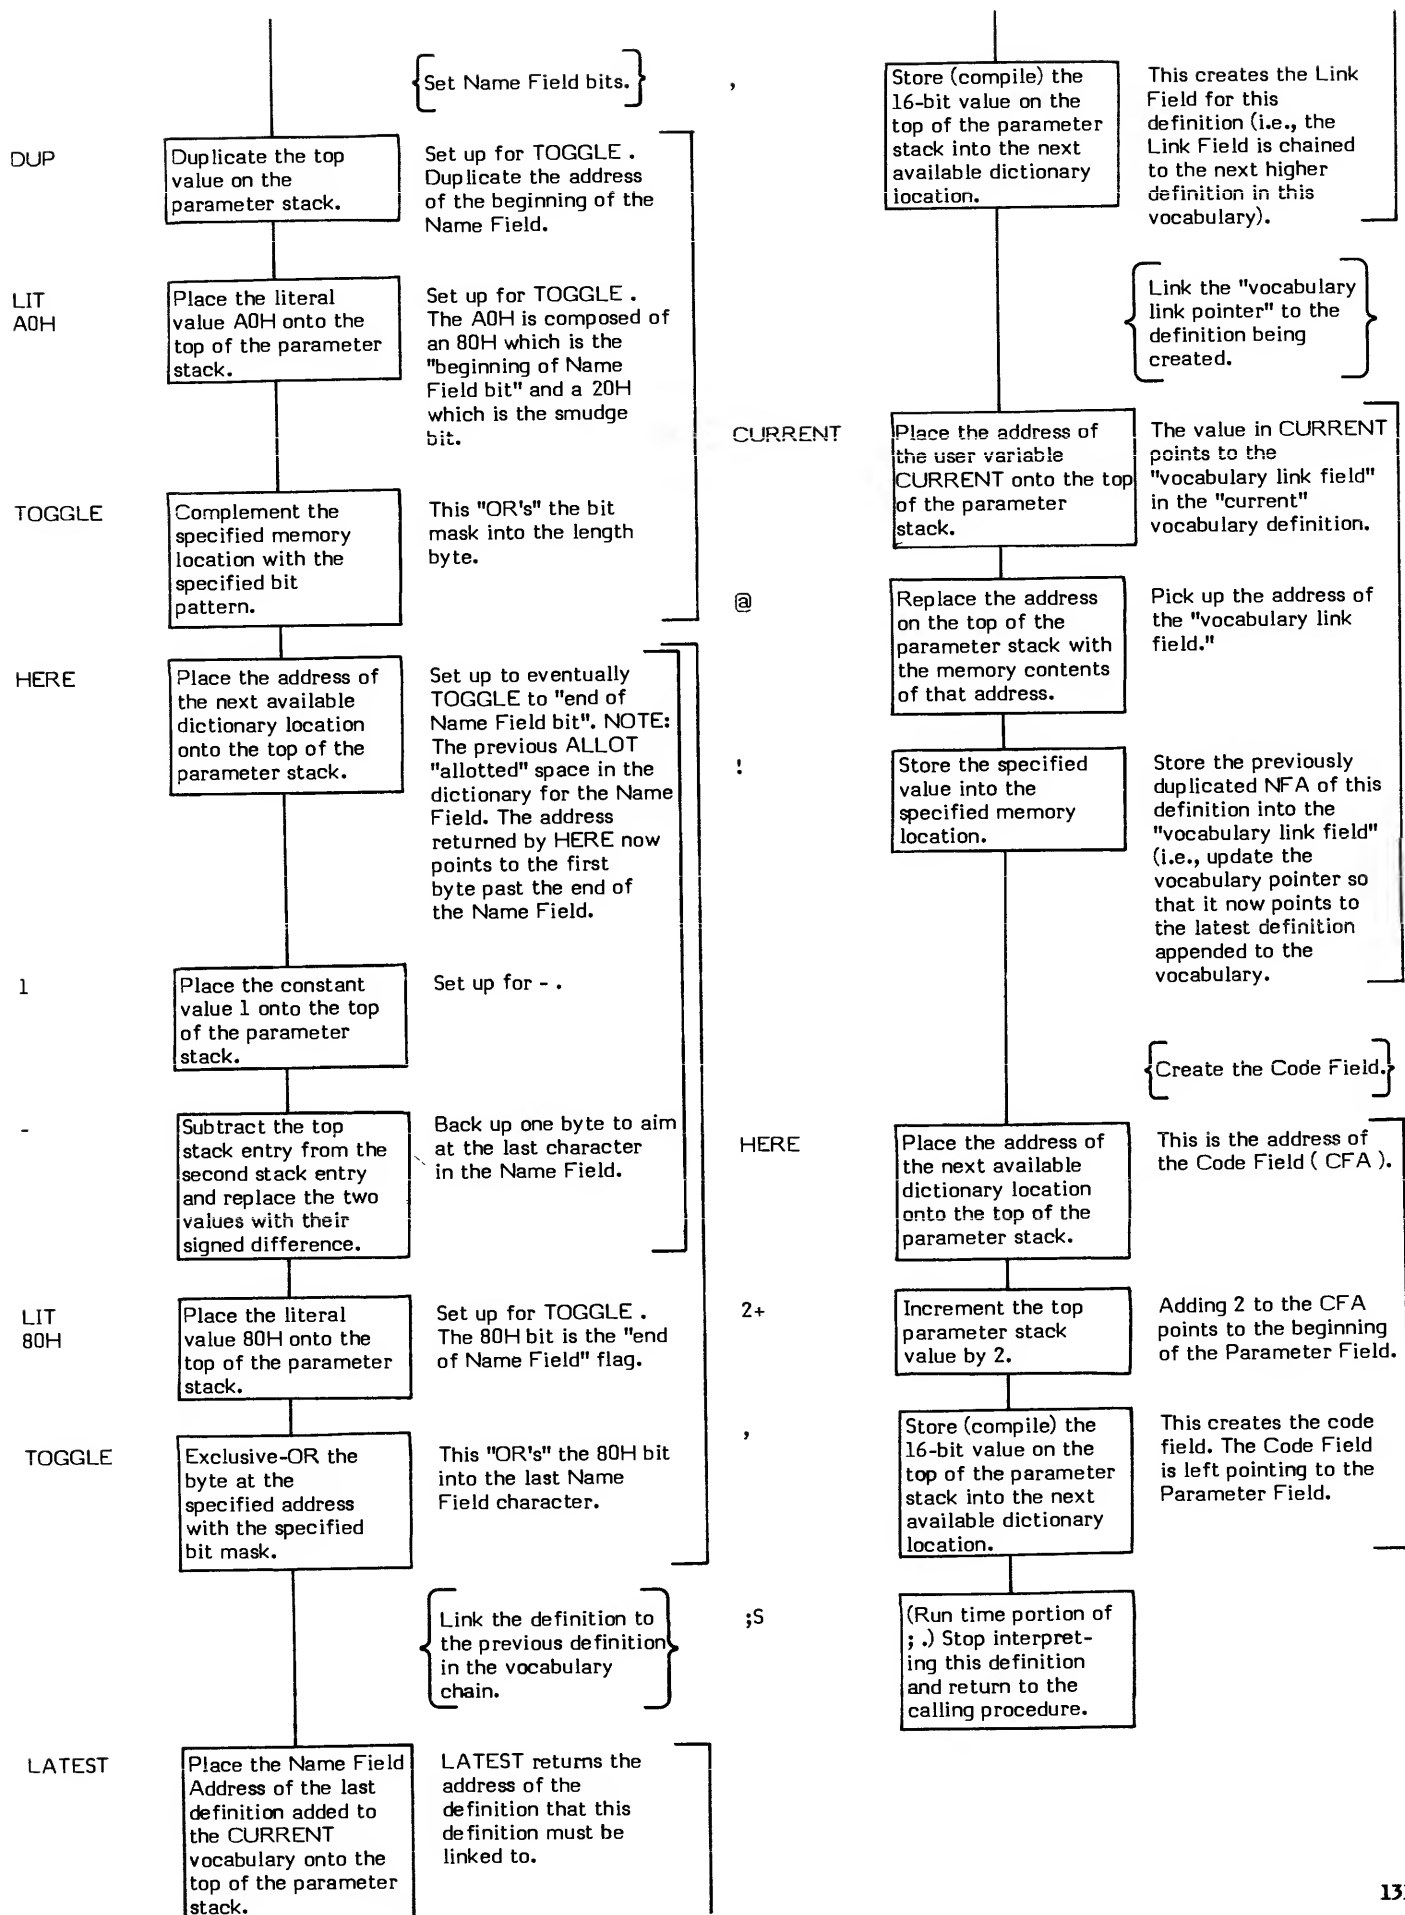 Set Name Field bits.
DUP
Duplicate the top
value on the
parameter stack.
Set up for TOGGLE .
Duplicate the address
of the beginning of the
Name Field.
LIT
A0H
Place the literal
value A0H onto the
top of the parameter
stack.
Set up for TOGGLE .
The A0H is composed of
an 80H which is the
"beginning of Name
Field bit" and a 20H
which is the smudge
bit.
TOGGLE
Complement the
specified memory
location with the
specified bit
pattern.
This "OR's" the bit
mask into the length
byte.
HERE
Place the address of
the next available
dictionary location
onto the top of the
parameter stack.
Set up to eventually
TOGGLE to "end of
Name Field bit". NOTE:
The previous ALLOT
"allotted" space in the
dictionary for the Name
Field. The address
returned by HERE now
points to the first
byte past the end of
the Name Field.
1
Place the constant
value 1 onto the top
of the parameter
stack.
Set up for - .
-
Subtract the top
stack entry from the
second stack entry
and replace the two
values with their
signed difference.
Back up one byte to aim
at the last character
in the Name Field.
LIT
80H
Place the literal
value 80H onto the
top of the parameter
stack.
Set up for TOGGLE .
The 80H bit is the "end
of Name Field" flag.
TOGGLE
Exclusive-OR the
byte at the
specified address
with the specified
bit mask.
This "OR's" the 80H bit
into the last Name
Field character.
Link the definition to
the previous definition
in the vocabulary
chain.
LATEST
Place the Name Field
Address of the last
definition added to
the CURRENT
vocabulary onto the
top of the parameter
stack.
LATEST returns the
address of the
definition that this
definition must be
linked to.
,
Store (compile) the
16-bit value on the
top of the parameter
stack into the next
available dictionary
location.
This creates the Link
Field for this
definition (i.e., the
Link Field is chained
to the next higher
definition in this
vocabulary).
Link the "vocabulary
link pointer" to the
definition being
created.
CURRENT
Place the address of
the user variable
CURRENT onto the top
of the parameter
stack.
The value in CURRENT
points to the
"vocabulary link field"
in the "current"
vocabulary definition.
@
Replace the address
on the top of the
parameter stack with
the memory contents
of that address.
Pick up the address of
the "vocabulary link
field."
!
Store the specified
value into the
specified memory
location.
Store the previously
duplicated NFA of this
definition into the
"vocabulary link field"
(i.e., update the
vocabulary pointer so
that it now points to
the latest definition
appended to the
vocabulary.
Create the Code Field.
HERE
Place the address of
the next available
dictionary location
onto the top of the
parameter stack.
This is the address of
the Code Field ( CFA ).
2+
Increment the top
parameter stack
value by 2.
Adding 2 to the CFA
points to the beginning
of the Parameter Field.
,
Store (compile) the
16-bit value on the
top of the parameter
stack into the next
available dictionary
location.
This creates the code
field. The Code Field
is left pointing to the
Parameter Field.
;S
(Run time portion of
; .) Stop interpret-
ing this definition
and return to the
calling procedure.